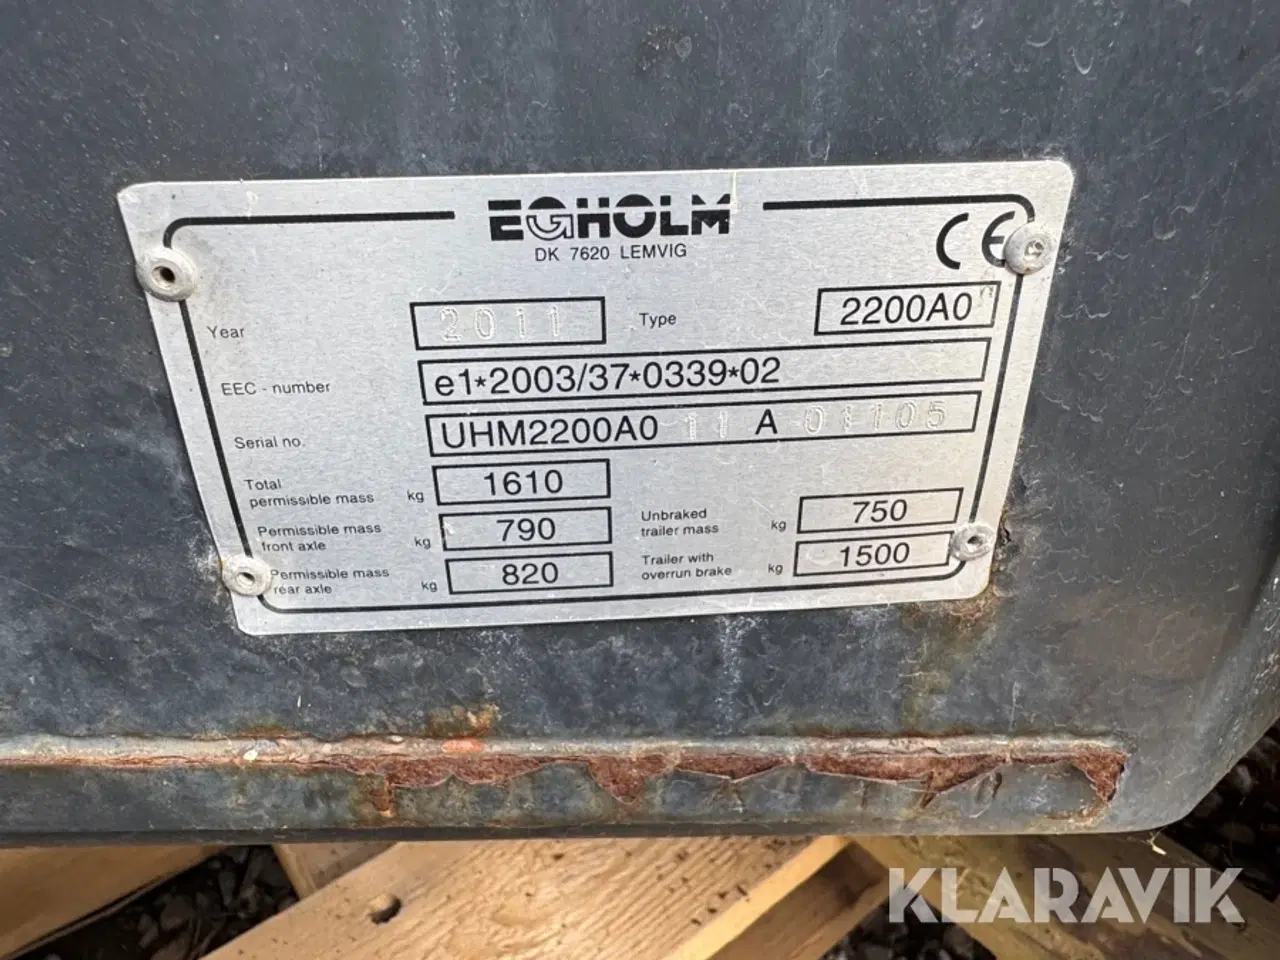 EGHOLM
DK 7620 LEMVIG
CE
Year 2011 Type 2200A0
EEC - number e1*2003/37*0339*02
Serial no. UHM2200A0 11 A 01105
Total
permissible mass kg 1610
Permissible mass
front axle kg 790
Unbraked
trailer mass kg 750
Permissible mass
rear axle kg 820
Trailer with
overrun brake kg 1500
KLARAVIK